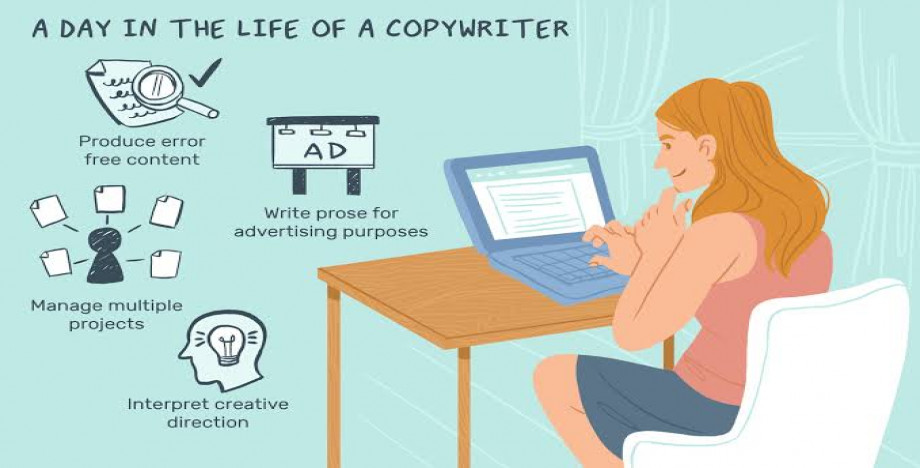 A DAY IN THE LIFE OF A COPYWRITER
Produce error
free content
AD
Write prose for
advertising purposes
Manage multiple
projects
Interpret creative
direction